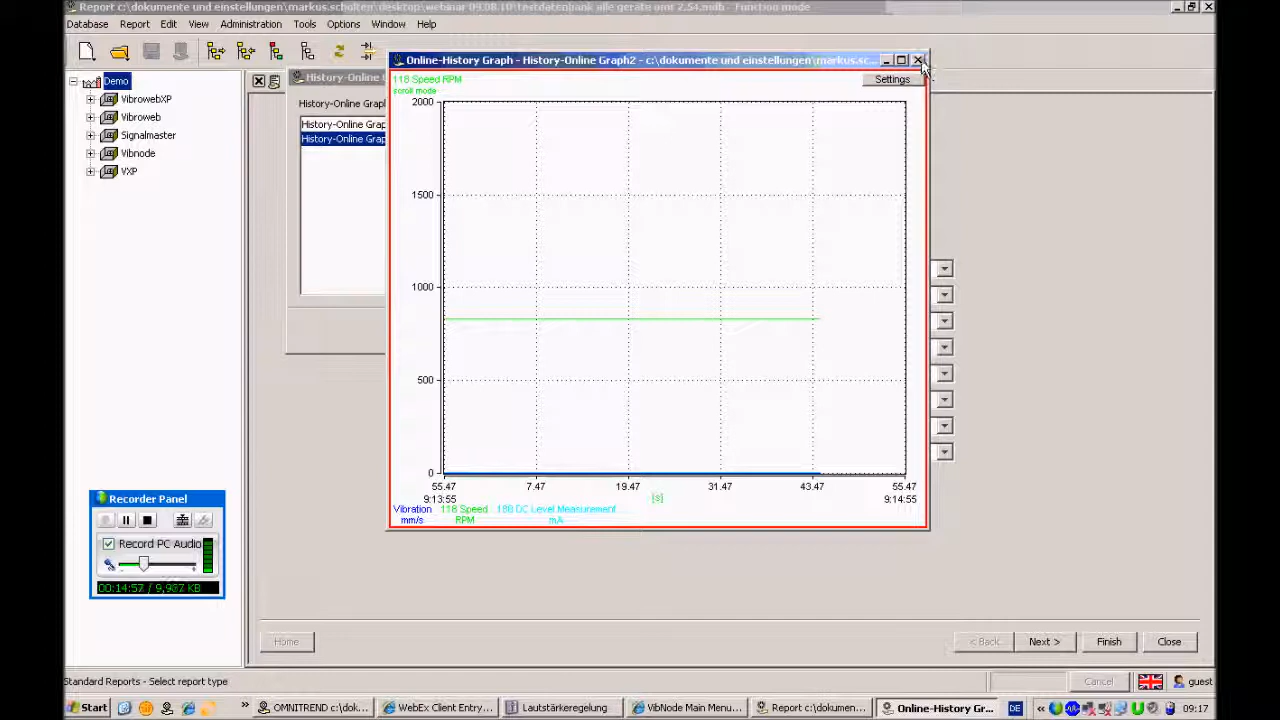 Report c:\dokumente und einstellungen\markus.scholten\desktop\webinar 09.08.10\testdatenbank alle geräte omt 2.54.mdb - Function mode
Database Report Edit View Administration Tools Options Window Help
Online-History Graph - History-Online Graph2 - c:\dokumente und einstellungen\markus.sc...
History-Online
Settings
Demo
VibrowebXP
Vibroweb
Signalmaster
Vibnode
VXP
History-Online Grap
History-Online Grap
History-Online Grap
118 Speed RPM
scroll mode
2000
1500
1000
500
0
55.47 7.47 19.47 31.47 43.47 55.47
9:13:55 [s] 9:14:55
Vibration 118 Speed 188 DC Level Measurement
mm/s RPM mA
Recorder Panel
Record PC Audio
00:14:57 / 9,907 KB
Home < Back Next > Finish Close
Standard Reports - Select report type Cancel guest
Start » OMNITREND c:\dok... WebEx Client Entry... Lautstärkeregelung VibNode Main Menu... Report c:\dokumen... Online-History Gr... DE « 09:17